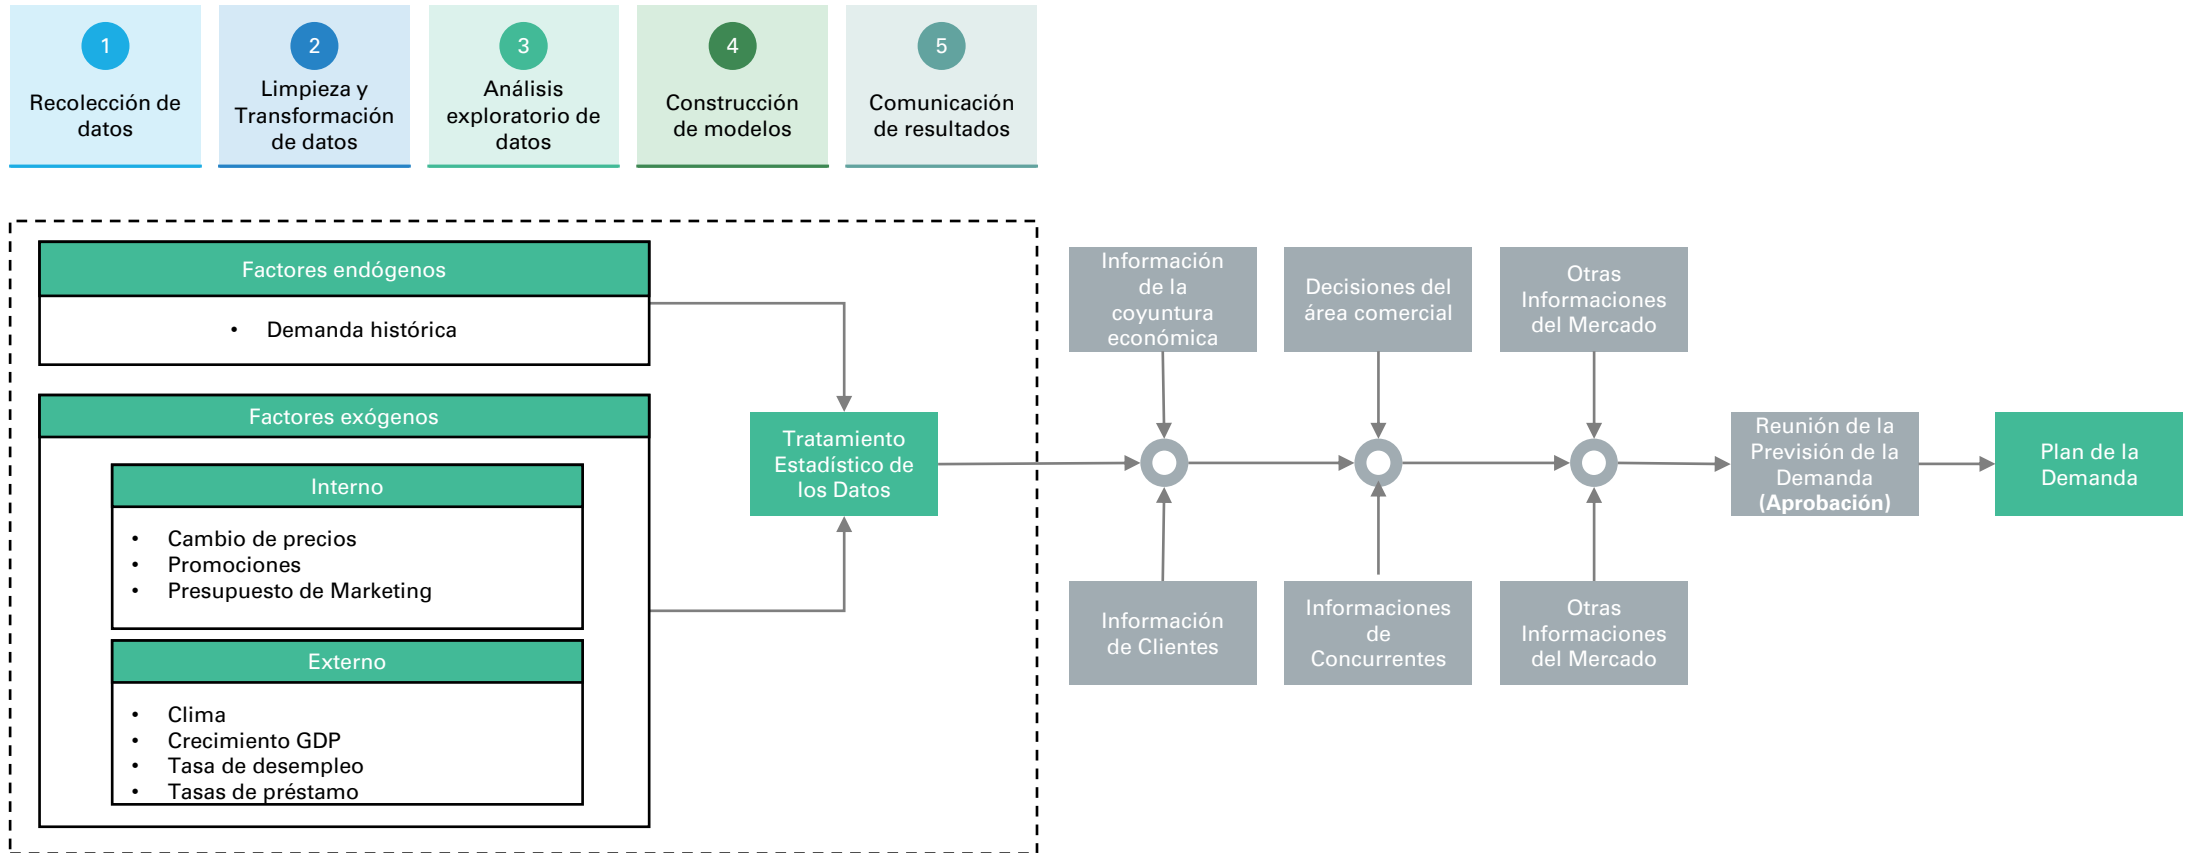 1
Recolección de
datos
2
Limpieza y
Transformación
de datos
3
Análisis
exploratorio de
datos
4
Construcción
de modelos
5
Comunicación
de resultados
Factores endógenos
• Demanda histórica
Factores exógenos
Interno
• Cambio de precios
• Promociones
• Presupuesto de Marketing
Externo
• Clima
• Crecimiento GDP
• Tasa de desempleo
• Tasas de préstamo
Tratamiento
Estadístico de
los Datos
Información
de la
coyuntura
económica
Decisiones del
área comercial
Otras
Informaciones
del Mercado
Información
de Clientes
Informaciones
de
Concurrentes
Otras
Informaciones
del Mercado
Reunión de la
Previsión de la
Demanda
(Aprobación)
Plan de la
Demanda